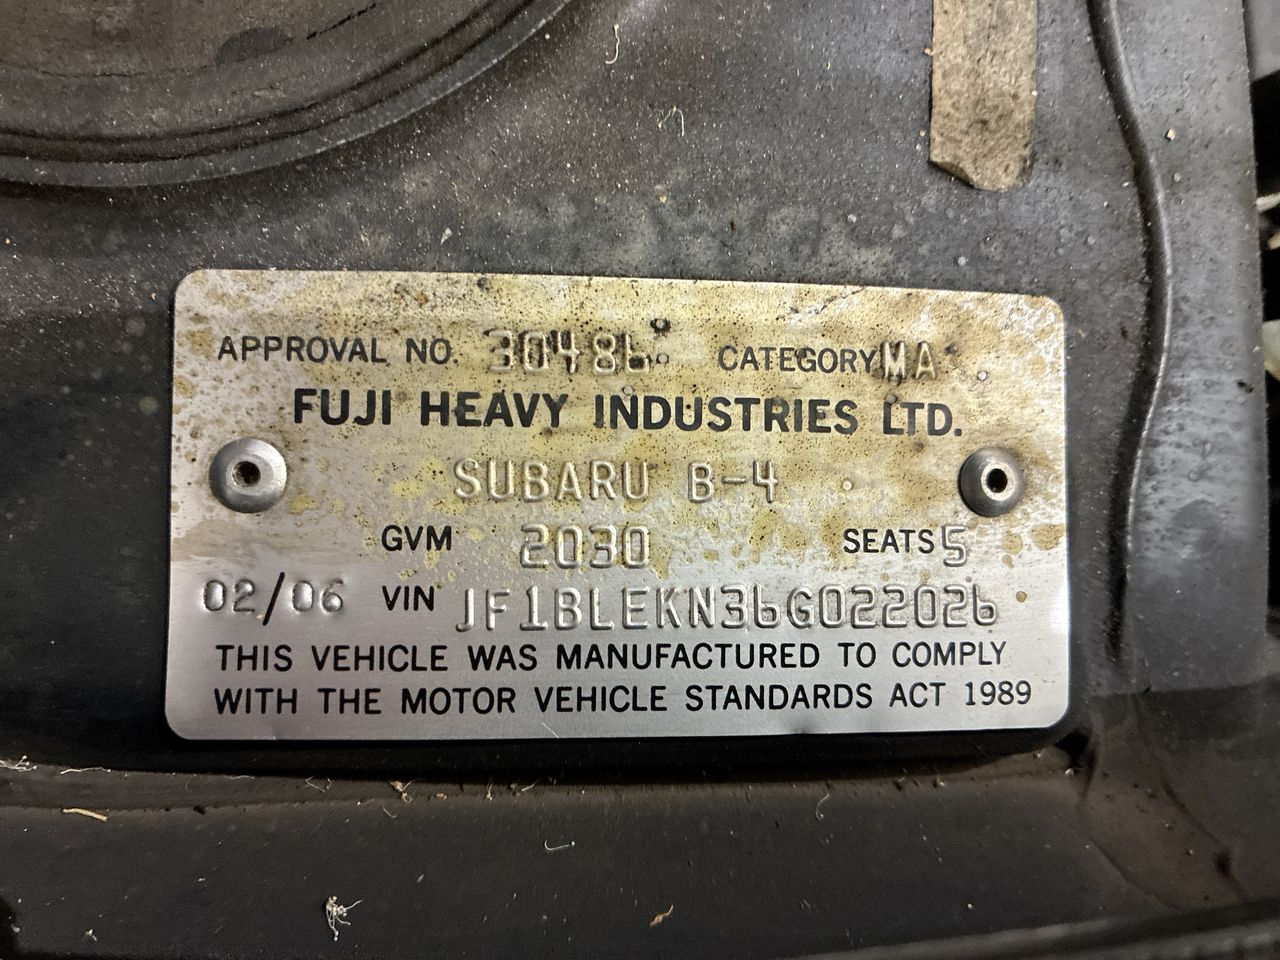 APPROVAL NO. 30486 CATEGORY MA
FUJI HEAVY INDUSTRIES LTD.
SUBARU B-4
GVM 2030 SEATS 5
02/06 VIN JF1BLEKN36G022026
THIS VEHICLE WAS MANUFACTURED TO COMPLY
WITH THE MOTOR VEHICLE STANDARDS ACT 1989